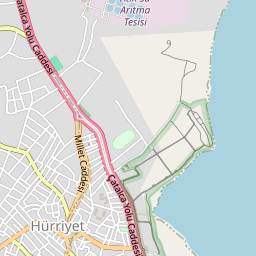 Atık Su
Arıtma
Tesisi
Çatalca Yolu Caddesi
Millet Caddesi
Çatalca Yolu Caddesi
Hürriyet